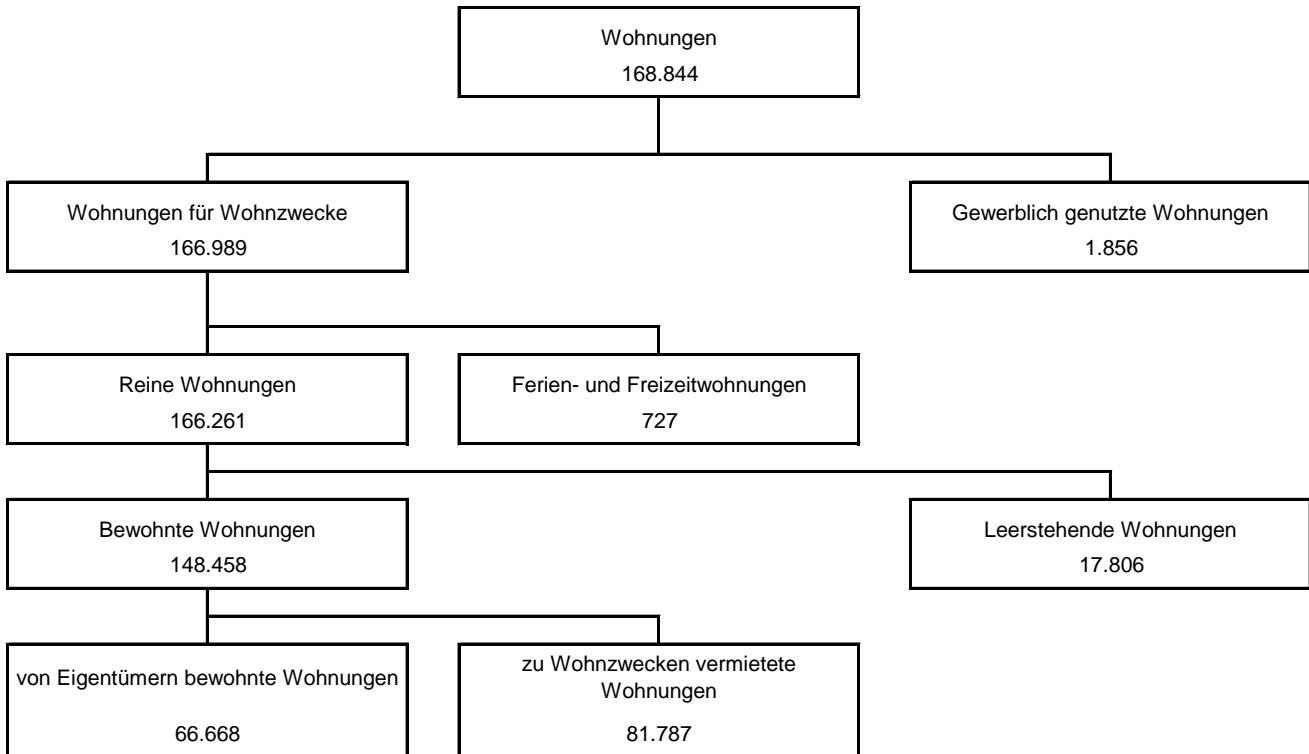 Wohnungen
168.844
Wohnungen für Wohnzwecke
166.989
Gewerblich genutzte Wohnungen
1.856
Reine Wohnungen
166.261
Ferien- und Freizeitwohnungen
727
Bewohnte Wohnungen
148.458
Leerstehende Wohnungen
17.806
von Eigentümern bewohnte Wohnungen
66.668
zu Wohnzwecken vermietete
Wohnungen
81.787